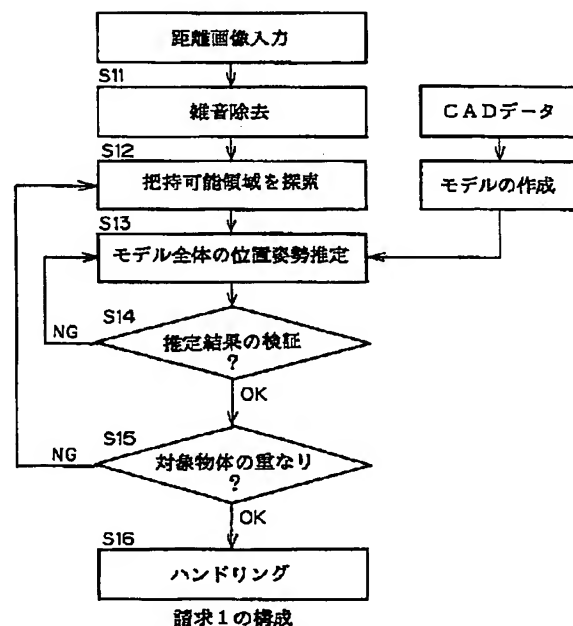 距離画像入力
S11
雑音除去
CADデータ
S12
把持可能領域を探索
モデルの作成
S13
モデル全体の位置姿勢推定
S14
NG
推定結果の検証
?
OK
S15
NG
対象物体の重なり
?
OK
S16
ハンドリング
請求1の構成